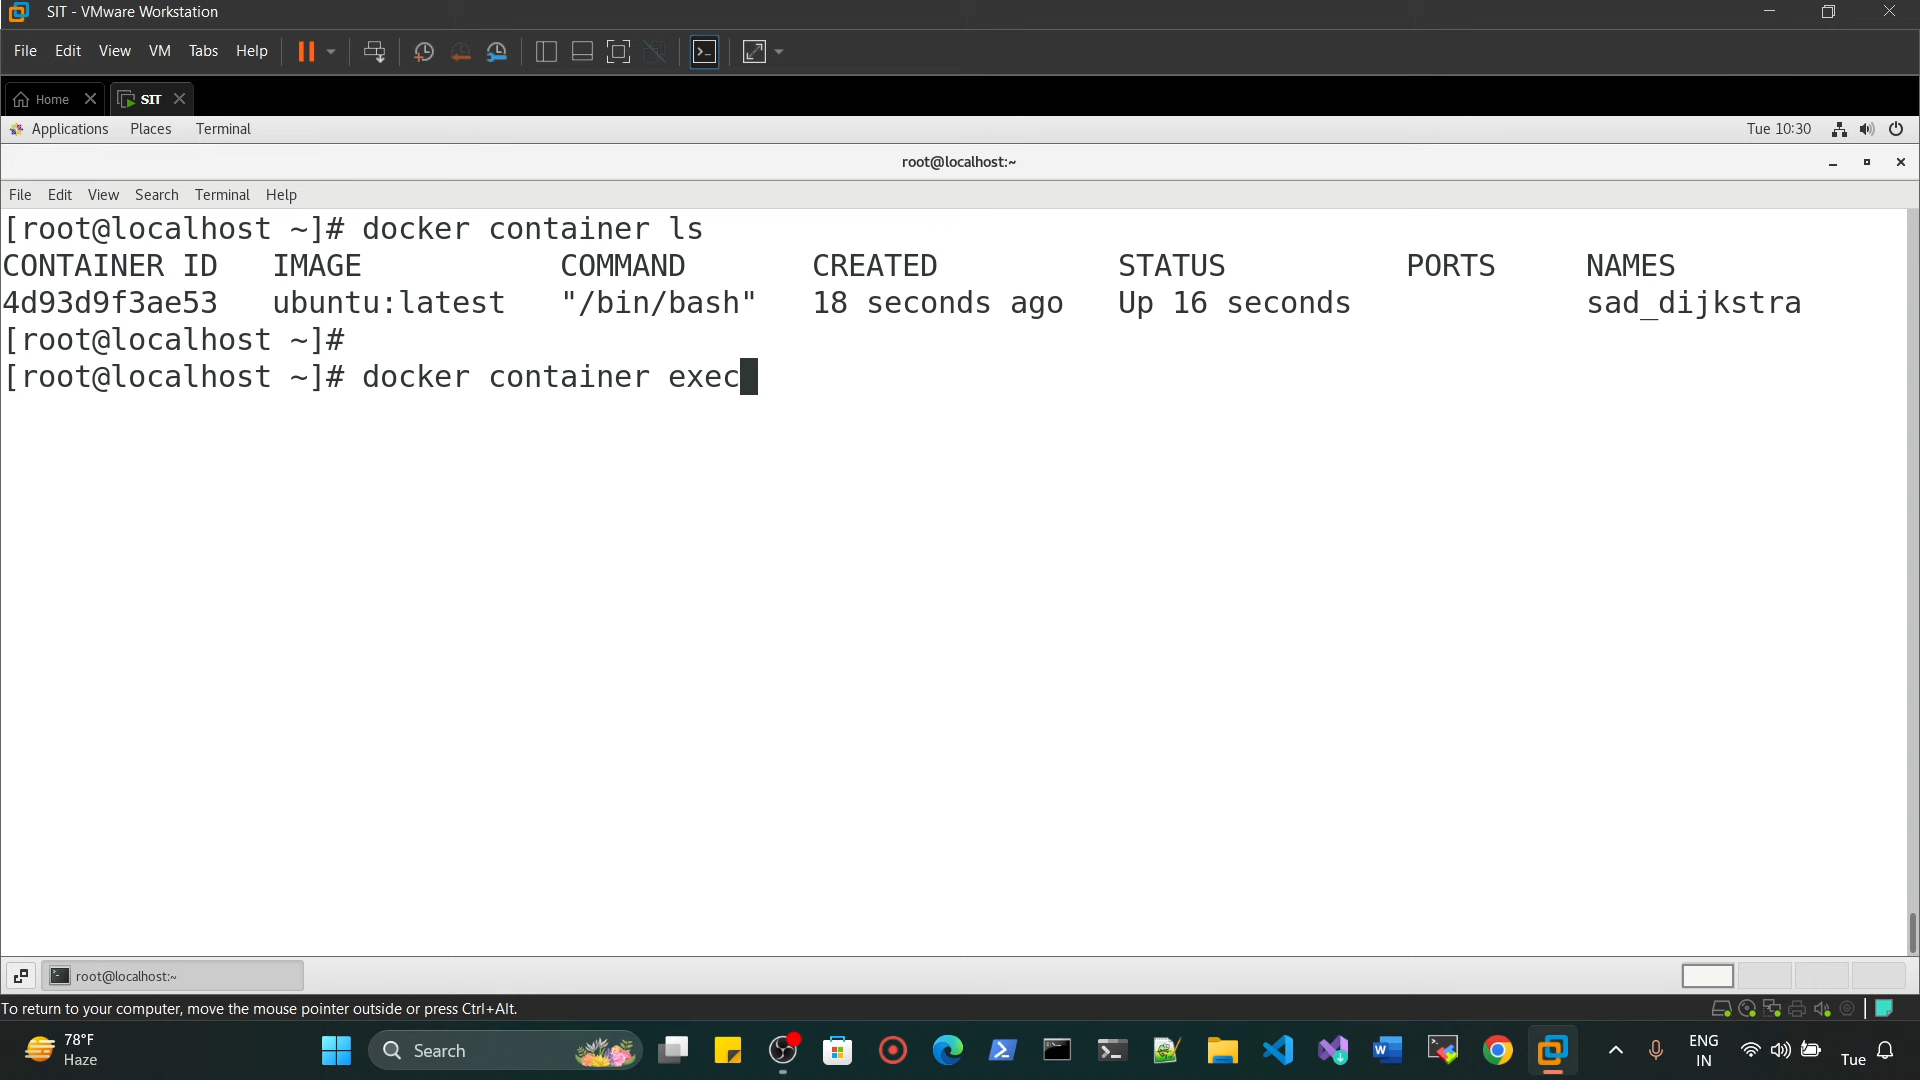 SIT - VMware Workstation
File Edit View VM Tabs Help
Home SIT
Applications Places Terminal Tue 10:30
root@localhost:~
File Edit View Search Terminal Help
[root@localhost ~]# docker container ls
CONTAINER ID IMAGE COMMAND CREATED STATUS PORTS NAMES
4d93d9f3ae53 ubuntu:latest "/bin/bash" 18 seconds ago Up 16 seconds sad_dijkstra
[root@localhost ~]#
[root@localhost ~]# docker container exec
root@localhost:~
To return to your computer, move the mouse pointer outside or press Ctrl+Alt.
78°F
Haze
Search
ENG
IN
Tue